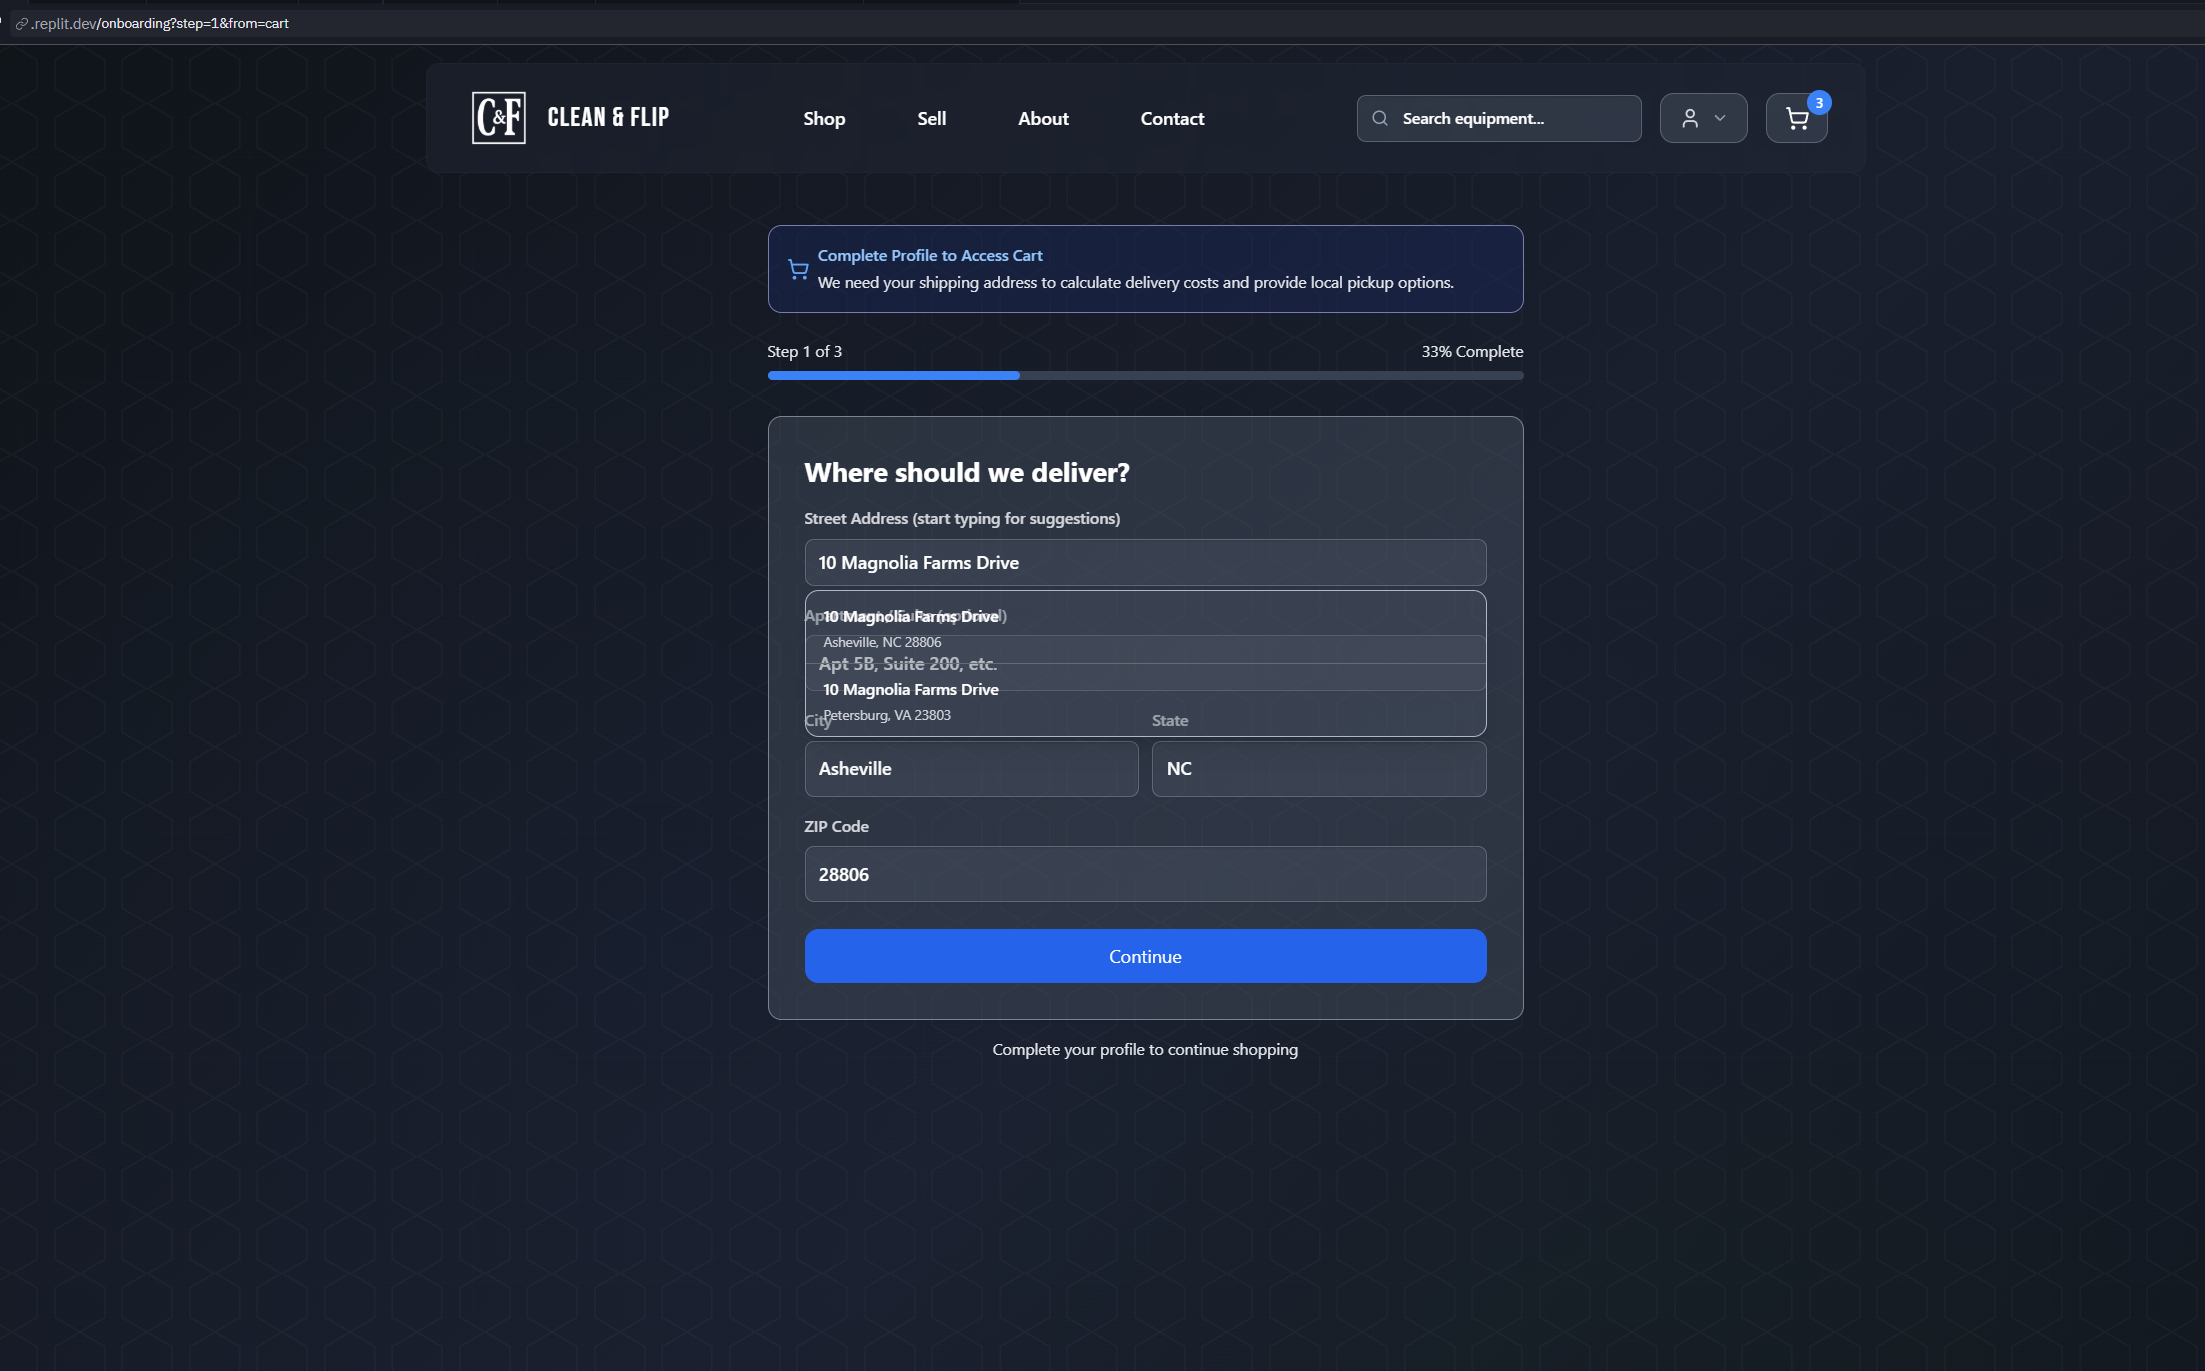 .replit.dev/onboarding?step=1&from=cart
C&F CLEAN & FLIP Shop Sell About Contact Search equipment... 3
Complete Profile to Access Cart
We need your shipping address to calculate delivery costs and provide local pickup options.
Step 1 of 3 33% Complete
Where should we deliver?
Street Address (start typing for suggestions)
10 Magnolia Farms Drive
Apartment / Suite (optional)
10 Magnolia Farms Drive
Asheville, NC 28806
Apt 5B, Suite 200, etc.
10 Magnolia Farms Drive
Petersburg, VA 23803
City State
Asheville NC
ZIP Code
28806
Continue
Complete your profile to continue shopping